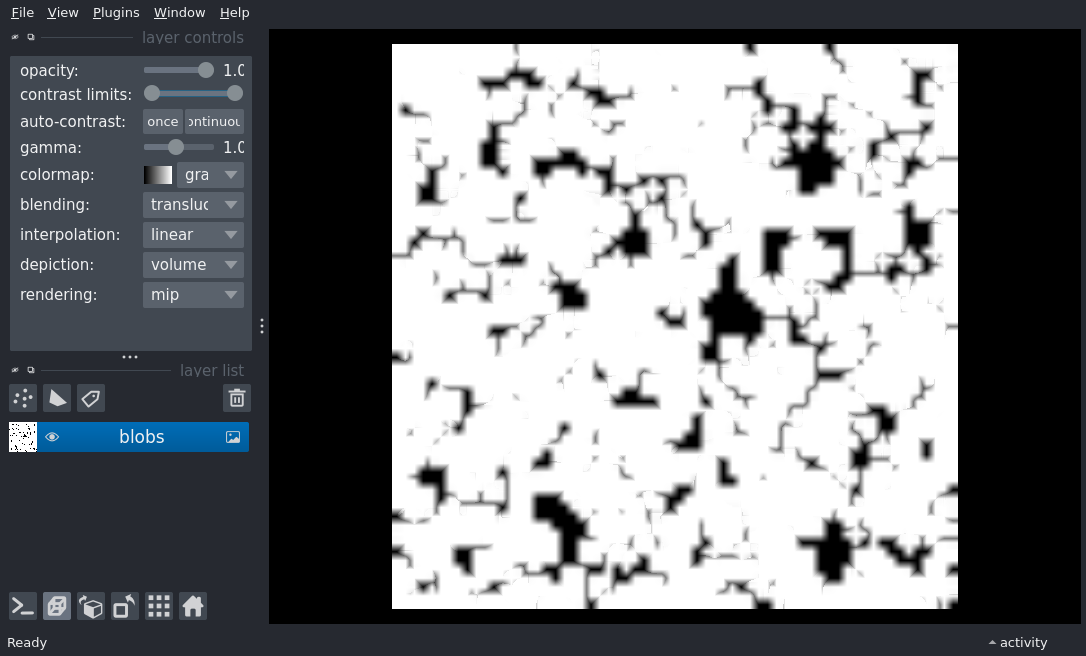 File View Plugins Window Help
layer controls
opacity: 1.0
contrast limits:
auto-contrast: once ontinuou
gamma: 1.0
colormap: gra
blending: transluc
interpolation: linear
depiction: volume
rendering: mip
layer list
blobs
Ready
activity